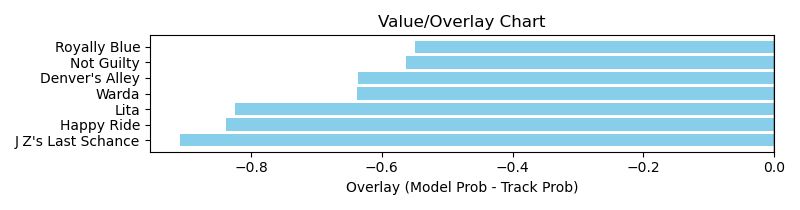 Value/Overlay Chart
Royally Blue
Not Guilty
Denver's Alley
Warda
Lita
Happy Ride
J Z's Last Schance
−0.8 −0.6 −0.4 −0.2 0.0
Overlay (Model Prob - Track Prob)